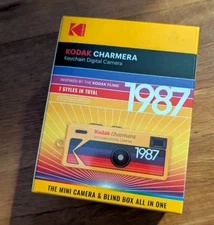 KODAK
KODAK CHARMERA
Keychain Digital Camera
INSPIRED BY THE KODAK FLING
7 STYLES IN TOTAL
1987
Kodak Charmera
1987
THE MINI CAMERA & BLIND BOX ALL IN ONE